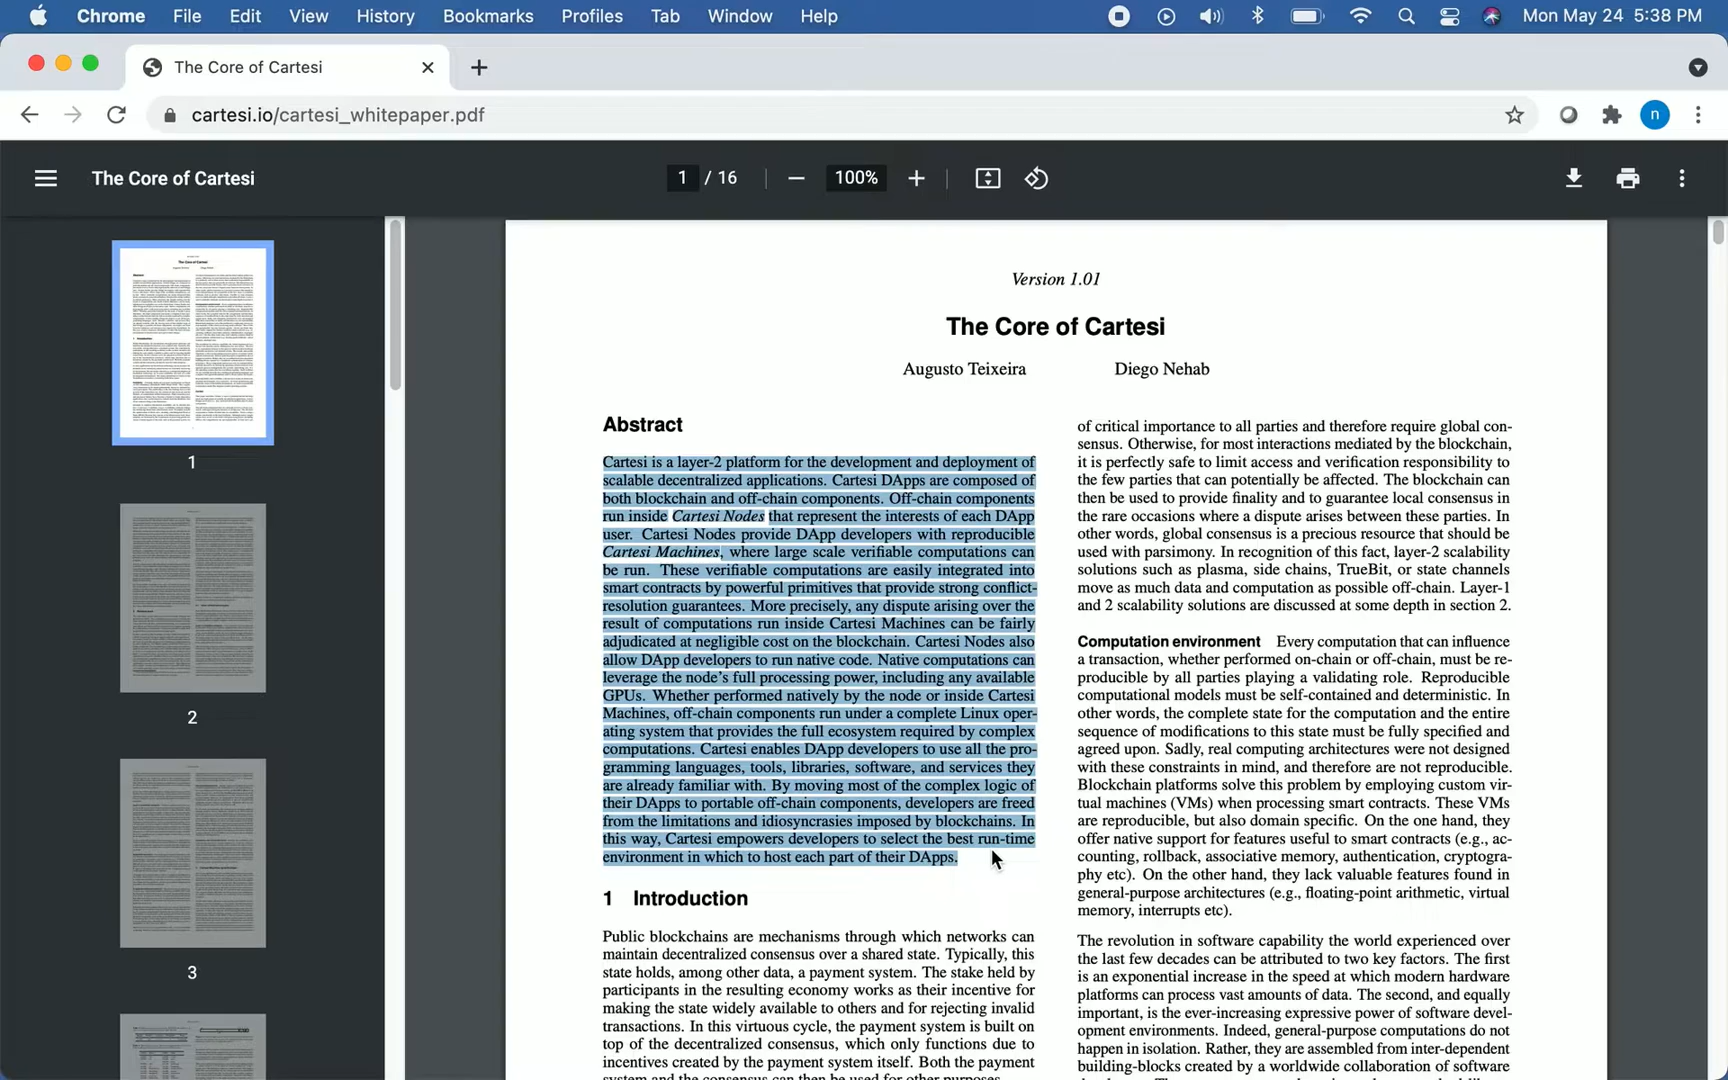 Chrome File Edit View History Bookmarks Profiles Tab Window Help Mon May 24 5:38 PM
The Core of Cartesi
cartesi.io/cartesi_whitepaper.pdf n
The Core of Cartesi 1 / 16 100%
1
2
3
Version 1.01
The Core of Cartesi
Augusto Teixeira Diego Nehab
Abstract
Cartesi is a layer-2 platform for the development and deployment of
scalable decentralized applications. Cartesi DApps are composed of
both blockchain and off-chain components. Off-chain components
run inside Cartesi Nodes that represent the interests of each DApp
user. Cartesi Nodes provide DApp developers with reproducible
Cartesi Machines, where large scale verifiable computations can
be run. These verifiable computations are easily integrated into
smart contracts by powerful primitives that provide strong conflict-
resolution guarantees. More precisely, any dispute arising over the
result of computations run inside Cartesi Machines can be fairly
adjudicated at negligible cost on the blockchain. Cartesi Nodes also
allow DApp developers to run native code. Native computations can
leverage the node's full processing power, including any available
GPUs. Whether performed natively by the node or inside Cartesi
Machines, off-chain components run under a complete Linux oper-
ating system that provides the full ecosystem required by complex
computations. Cartesi enables DApp developers to use all the pro-
gramming languages, tools, libraries, software, and services they
are already familiar with. By moving most of the complex logic of
their DApps to portable off-chain components, developers are freed
from the limitations and idiosyncrasies imposed by blockchains. In
this way, Cartesi empowers developers to select the best run-time
environment in which to host each part of their DApps.
1 Introduction
Public blockchains are mechanisms through which networks can
maintain decentralized consensus over a shared state. Typically, this
state holds, among other data, a payment system. The stake held by
participants in the resulting economy works as their incentive for
making the state widely available to others and for rejecting invalid
transactions. In this virtuous cycle, the payment system is built on
top of the decentralized consensus, which only functions due to
incentives created by the payment system itself. Both the payment
system and the consensus can then be used for other purposes.
of critical importance to all parties and therefore require global con-
sensus. Otherwise, for most interactions mediated by the blockchain,
it is perfectly safe to limit access and verification responsibility to
the few parties that can potentially be affected. The blockchain can
then be used to provide finality and to guarantee local consensus in
the rare occasions where a dispute arises between these parties. In
other words, global consensus is a precious resource that should be
used with parsimony. In recognition of this fact, layer-2 scalability
solutions such as plasma, side chains, TrueBit, or state channels
move as much data and computation as possible off-chain. Layer-1
and 2 scalability solutions are discussed at some depth in section 2.
Computation environment Every computation that can influence
a transaction, whether performed on-chain or off-chain, must be re-
producible by all parties playing a validating role. Reproducible
computational models must be self-contained and deterministic. In
other words, the complete state for the computation and the entire
sequence of modifications to this state must be fully specified and
agreed upon. Sadly, real computing architectures were not designed
with these constraints in mind, and therefore are not reproducible.
Blockchain platforms solve this problem by employing custom vir-
tual machines (VMs) when processing smart contracts. These VMs
are reproducible, but also domain specific. On the one hand, they
offer native support for features useful to smart contracts (e.g., ac-
counting, rollback, associative memory, authentication, cryptogra-
phy etc). On the other hand, they lack valuable features found in
general-purpose architectures (e.g., floating-point arithmetic, virtual
memory, interrupts etc).
The revolution in software capability the world experienced over
the last few decades can be attributed to two key factors. The first
is an exponential increase in the speed at which modern hardware
platforms can process vast amounts of data. The second, and equally
important, is the ever-increasing expressive power of software devel-
opment environments. Indeed, general-purpose computations do not
happen in isolation. Rather, they are assembled from inter-dependent
building-blocks created by a worldwide collaboration of software